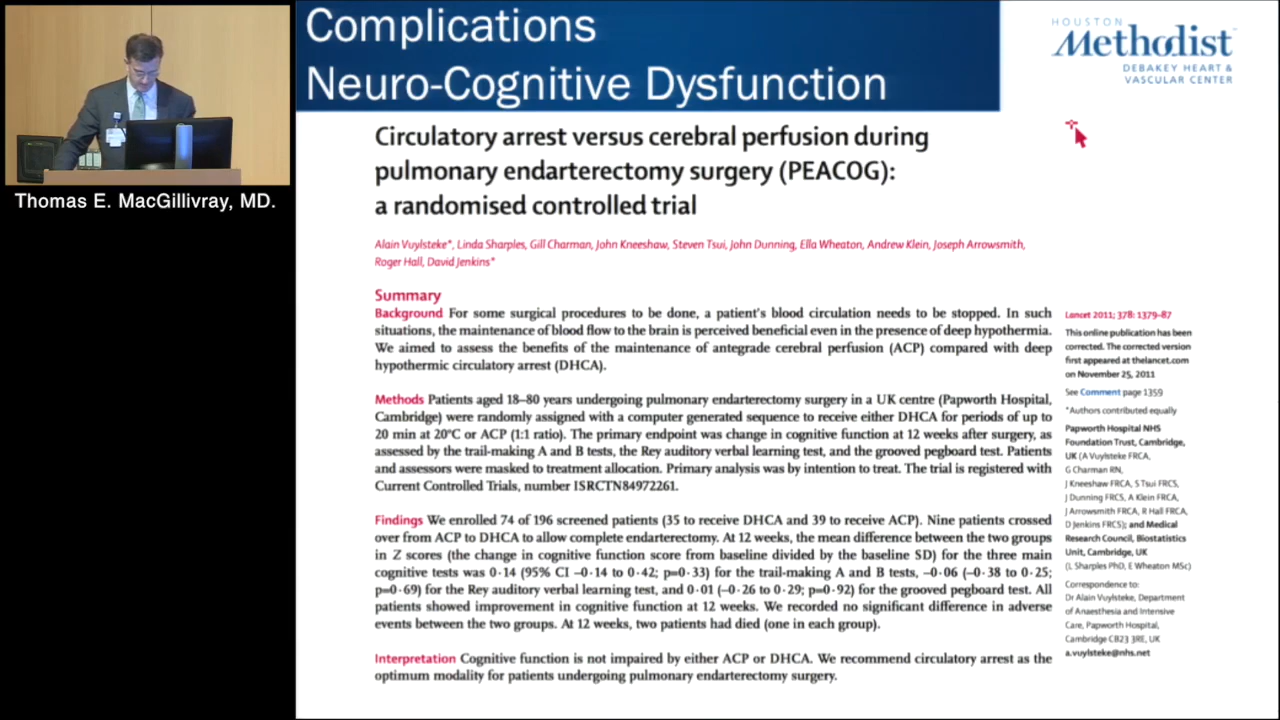 Complications
Neuro-Cognitive Dysfunction
HOUSTON
Methodist
DEBAKEY HEART &
VASCULAR CENTER
Thomas E. MacGillivray, MD.
Circulatory arrest versus cerebral perfusion during
pulmonary endarterectomy surgery (PEACOG):
a randomised controlled trial
Alain Vuylsteke*, Linda Sharples, Gill Charman, John Kneeshaw, Steven Tsui, John Dunning, Ella Wheaton, Andrew Klein, Joseph Arrowsmith,
Roger Hall, David Jenkins*
Summary
Background For some surgical procedures to be done, a patient's blood circulation needs to be stopped. In such
situations, the maintenance of blood flow to the brain is perceived beneficial even in the presence of deep hypothermia.
We aimed to assess the benefits of the maintenance of antegrade cerebral perfusion (ACP) compared with deep
hypothermic circulatory arrest (DHCA).
Methods Patients aged 18–80 years undergoing pulmonary endarterectomy surgery in a UK centre (Papworth Hospital,
Cambridge) were randomly assigned with a computer generated sequence to receive either DHCA for periods of up to
20 min at 20°C or ACP (1:1 ratio). The primary endpoint was change in cognitive function at 12 weeks after surgery, as
assessed by the trail-making A and B tests, the Rey auditory verbal learning test, and the grooved pegboard test. Patients
and assessors were masked to treatment allocation. Primary analysis was by intention to treat. The trial is registered with
Current Controlled Trials, number ISRCTN84972261.
Findings We enrolled 74 of 196 screened patients (35 to receive DHCA and 39 to receive ACP). Nine patients crossed
over from ACP to DHCA to allow complete endarterectomy. At 12 weeks, the mean difference between the two groups
in Z scores (the change in cognitive function score from baseline divided by the baseline SD) for the three main
cognitive tests was 0·14 (95% CI –0·14 to 0·42; p=0·33) for the trail-making A and B tests, –0·06 (–0·38 to 0·25;
p=0·69) for the Rey auditory verbal learning test, and 0·01 (–0·26 to 0·29; p=0·92) for the grooved pegboard test. All
patients showed improvement in cognitive function at 12 weeks. We recorded no significant difference in adverse
events between the two groups. At 12 weeks, two patients had died (one in each group).
Interpretation Cognitive function is not impaired by either ACP or DHCA. We recommend circulatory arrest as the
optimum modality for patients undergoing pulmonary endarterectomy surgery.
Lancet 2011; 378: 1379–87
This online publication has been
corrected. The corrected version
first appeared at thelancet.com
on November 25, 2011
See Comment page 1359
*Authors contributed equally
Papworth Hospital NHS
Foundation Trust, Cambridge,
UK (A Vuylsteke FRCA,
G Charman RN,
J Kneeshaw FRCA, S Tsui FRCS,
J Dunning FRCS, A Klein FRCA,
J Arrowsmith FRCA, R Hall FRCA,
D Jenkins FRCS); and Medical
Research Council, Biostatistics
Unit, Cambridge, UK
(L Sharples PhD, E Wheaton MSc)
Correspondence to:
Dr Alain Vuylsteke, Department
of Anaesthesia and Intensive
Care, Papworth Hospital,
Cambridge CB23 3RE, UK
a.vuylsteke@nhs.net